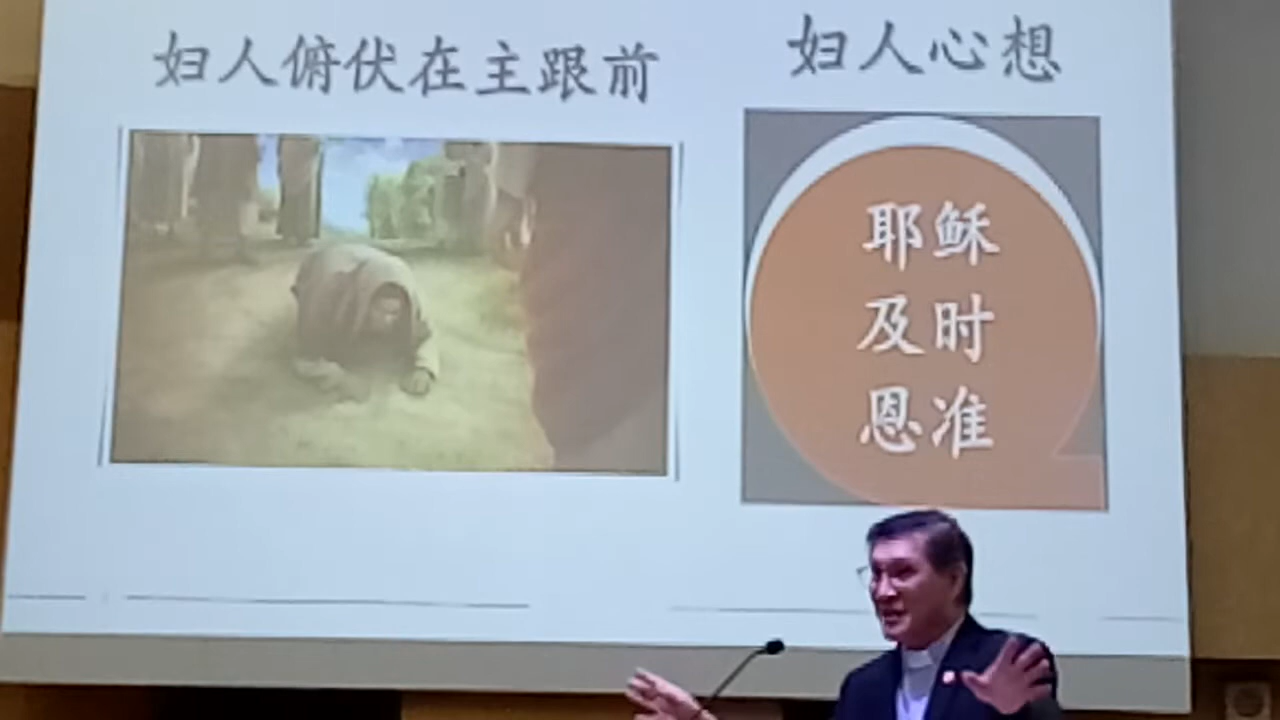 妇人俯伏在主跟前
妇人心想
耶稣
及时
恩准